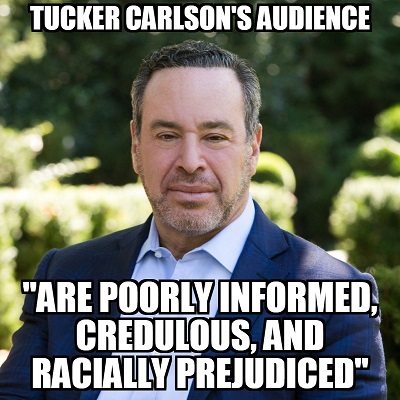 TUCKER CARLSON'S AUDIENCE
"ARE POORLY INFORMED,
CREDULOUS, AND
RACIALLY PREJUDICED"